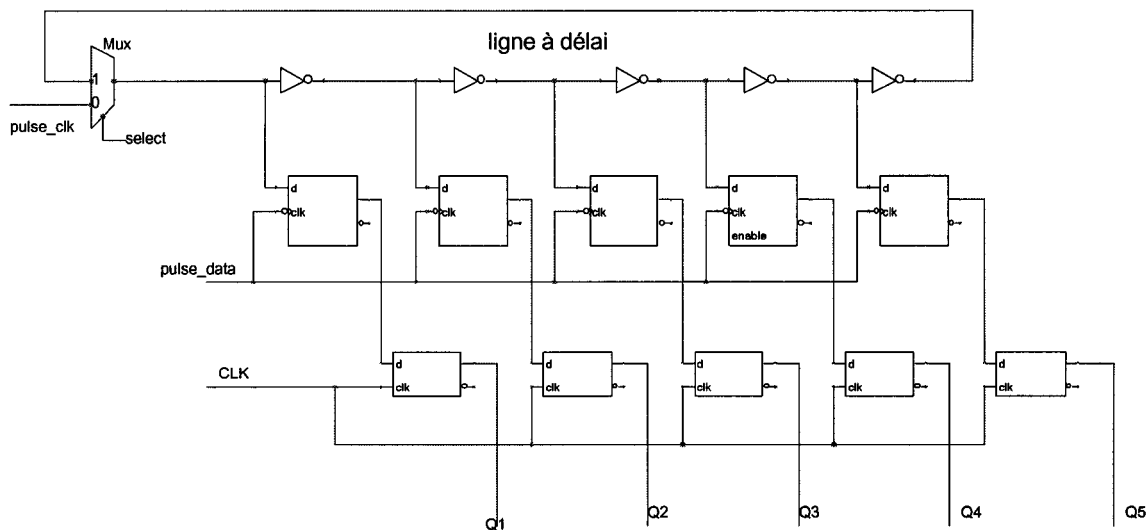 Mux
ligne à délai
1
0
pulse_clk
select
d
clk
d
clk
d
clk
d
clk
enable
d
clk
pulse_data
d
clk
d
clk
d
clk
d
clk
d
clk
CLK
Q1
Q2
Q3
Q4
Q5